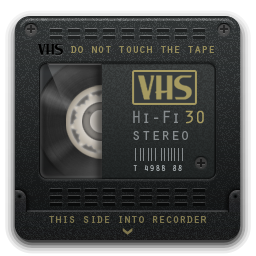 VHS DO NOT TOUCH THE TAPE
VHS
Hi-Fi 30
STEREO
T 4988 88
THIS SIDE INTO RECORDER